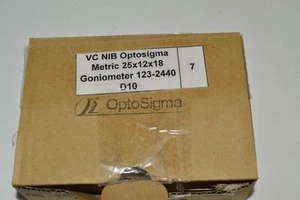 VC NIB Optosigma
Metric 25x12x18
Goniometer 123-2440
D10
7
OptoSigma